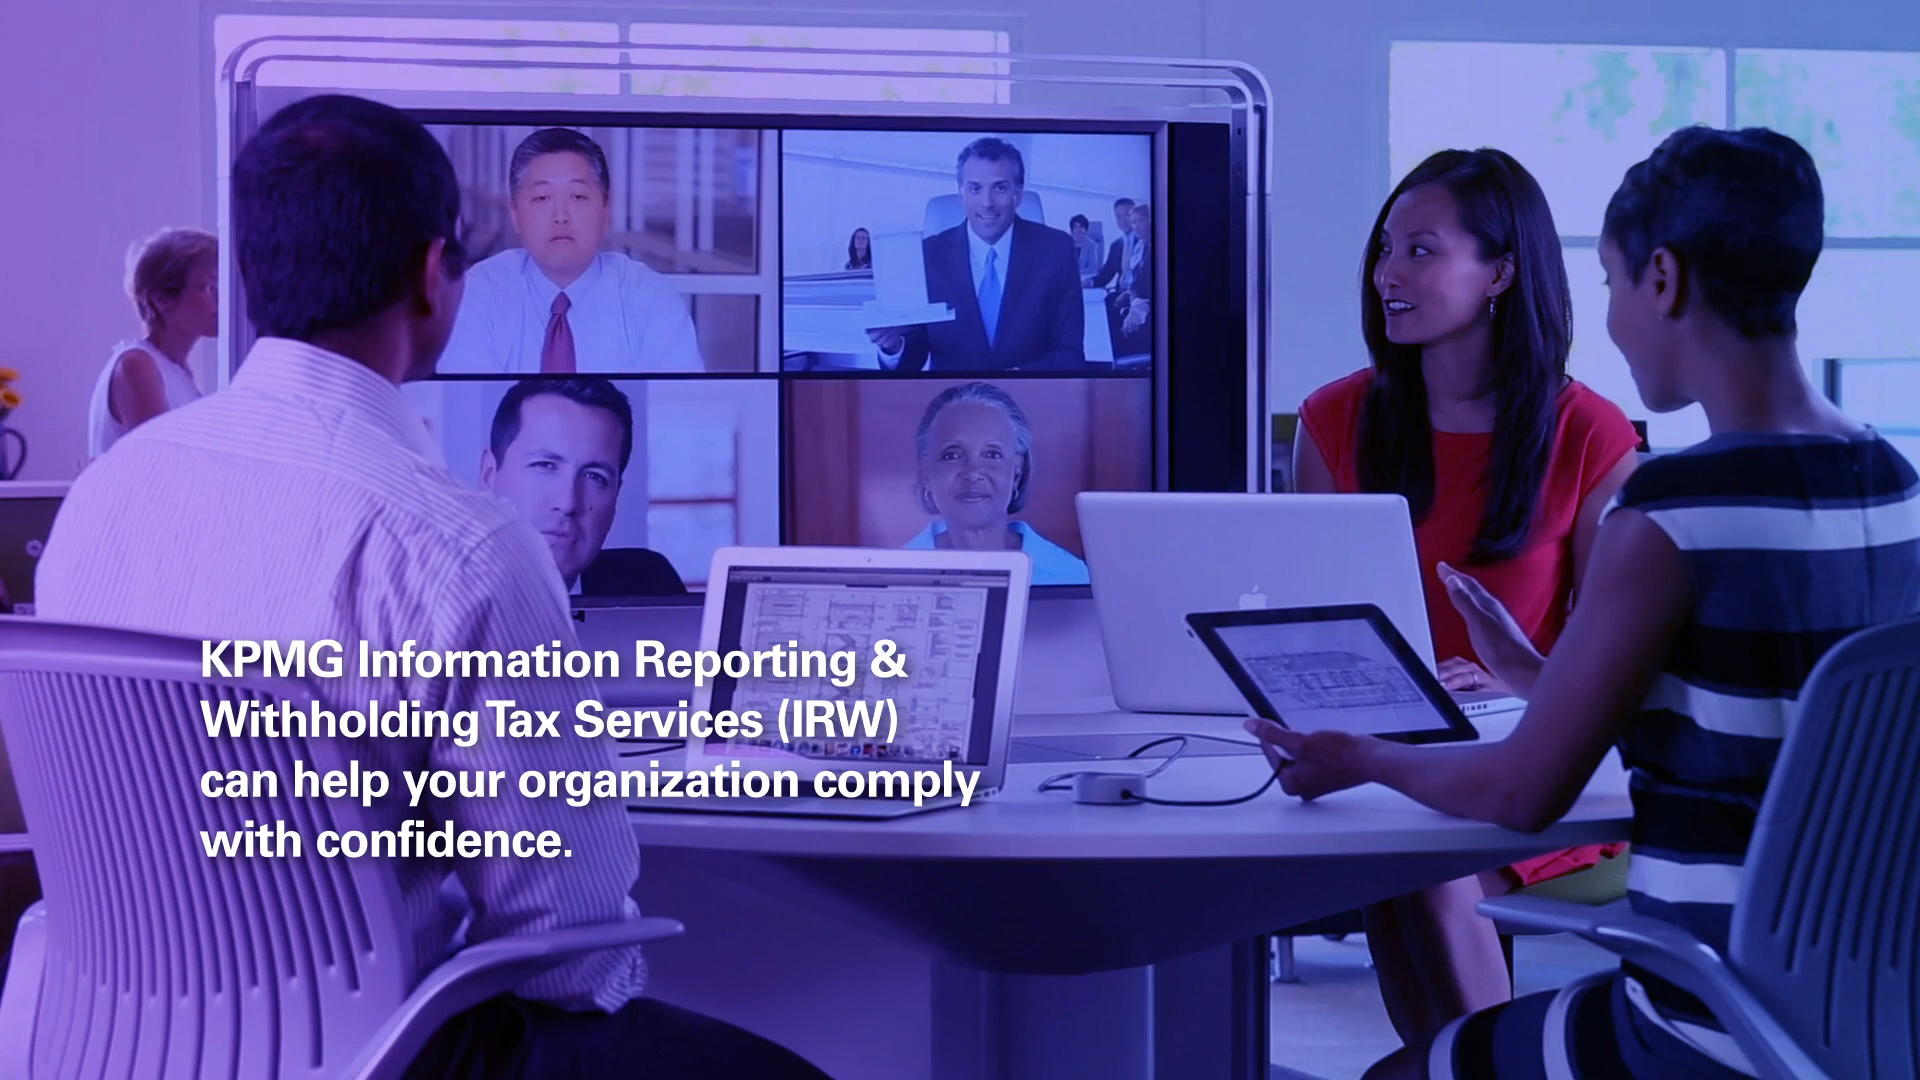 KPMG Information Reporting &
Withholding Tax Services (IRW)
can help your organization comply
with confidence.